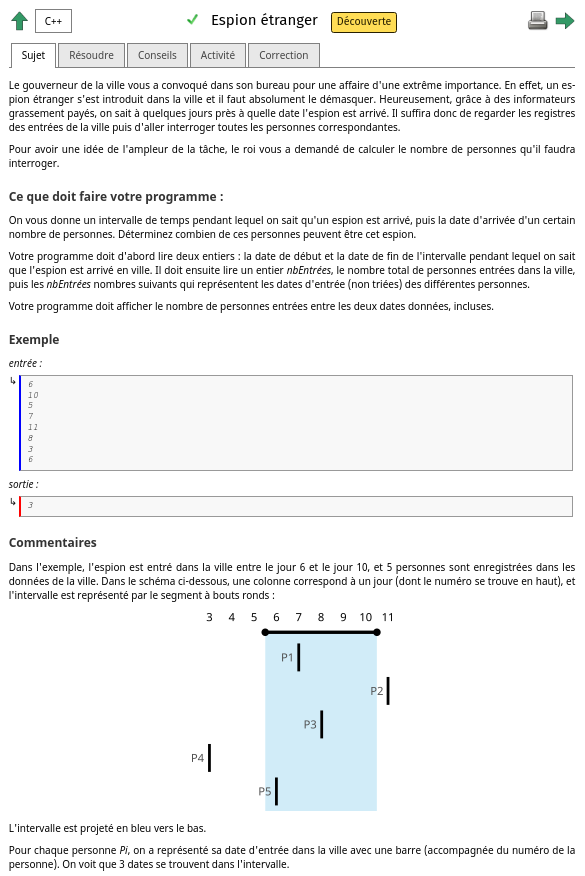 C++
Espion étranger
Découverte
Sujet
Résoudre
Conseils
Activité
Correction
Le gouverneur de la ville vous a convoqué dans son bureau pour une affaire d'une extrême importance. En effet, un es-
pion étranger s'est introduit dans la ville et il faut absolument le démasquer. Heureusement, grâce à des informateurs
grassement payés, on sait à quelques jours près à quelle date l'espion est arrivé. Il suffira donc de regarder les registres
des entrées de la ville puis d'aller interroger toutes les personnes correspondantes.
Pour avoir une idée de l'ampleur de la tâche, le roi vous a demandé de calculer le nombre de personnes qu'il faudra
interroger.
Ce que doit faire votre programme :
On vous donne un intervalle de temps pendant lequel on sait qu'un espion est arrivé, puis la date d'arrivée d'un certain
nombre de personnes. Déterminez combien de ces personnes peuvent être cet espion.
Votre programme doit d'abord lire deux entiers : la date de début et la date de fin de l'intervalle pendant lequel on sait
que l'espion est arrivé en ville. Il doit ensuite lire un entier nbEntrées, le nombre total de personnes entrées dans la ville,
puis les nbEntrées nombres suivants qui représentent les dates d'entrée (non triées) des différentes personnes.
Votre programme doit afficher le nombre de personnes entrées entre les deux dates données, incluses.
Exemple
entrée :
6
10
5
7
11
8
3
6
sortie :
3
Commentaires
Dans l'exemple, l'espion est entré dans la ville entre le jour 6 et le jour 10, et 5 personnes sont enregistrées dans les
données de la ville. Dans le schéma ci-dessous, une colonne correspond à un jour (dont le numéro se trouve en haut), et
l'intervalle est représenté par le segment à bouts ronds :
3 4 5 6 7 8 9 10 11
P1
P2
P3
P4
P5
L'intervalle est projeté en bleu vers le bas.
Pour chaque personne Pi, on a représenté sa date d'entrée dans la ville avec une barre (accompagnée du numéro de la
personne). On voit que 3 dates se trouvent dans l'intervalle.